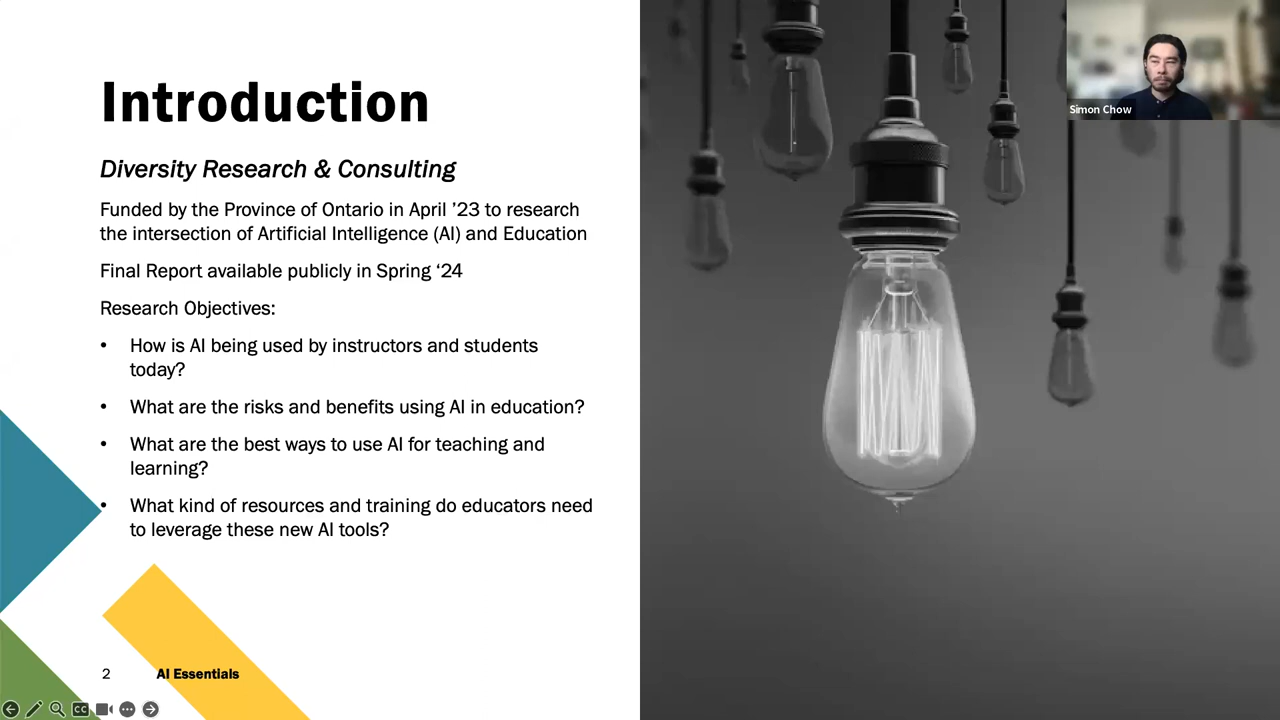 Introduction
Diversity Research & Consulting
Funded by the Province of Ontario in April ’23 to research
the intersection of Artificial Intelligence (AI) and Education
Final Report available publicly in Spring ‘24
Research Objectives:
• How is AI being used by instructors and students
today?
• What are the risks and benefits using AI in education?
• What are the best ways to use AI for teaching and
learning?
• What kind of resources and training do educators need
to leverage these new AI tools?
2 AI Essentials
CC
Simon Chow